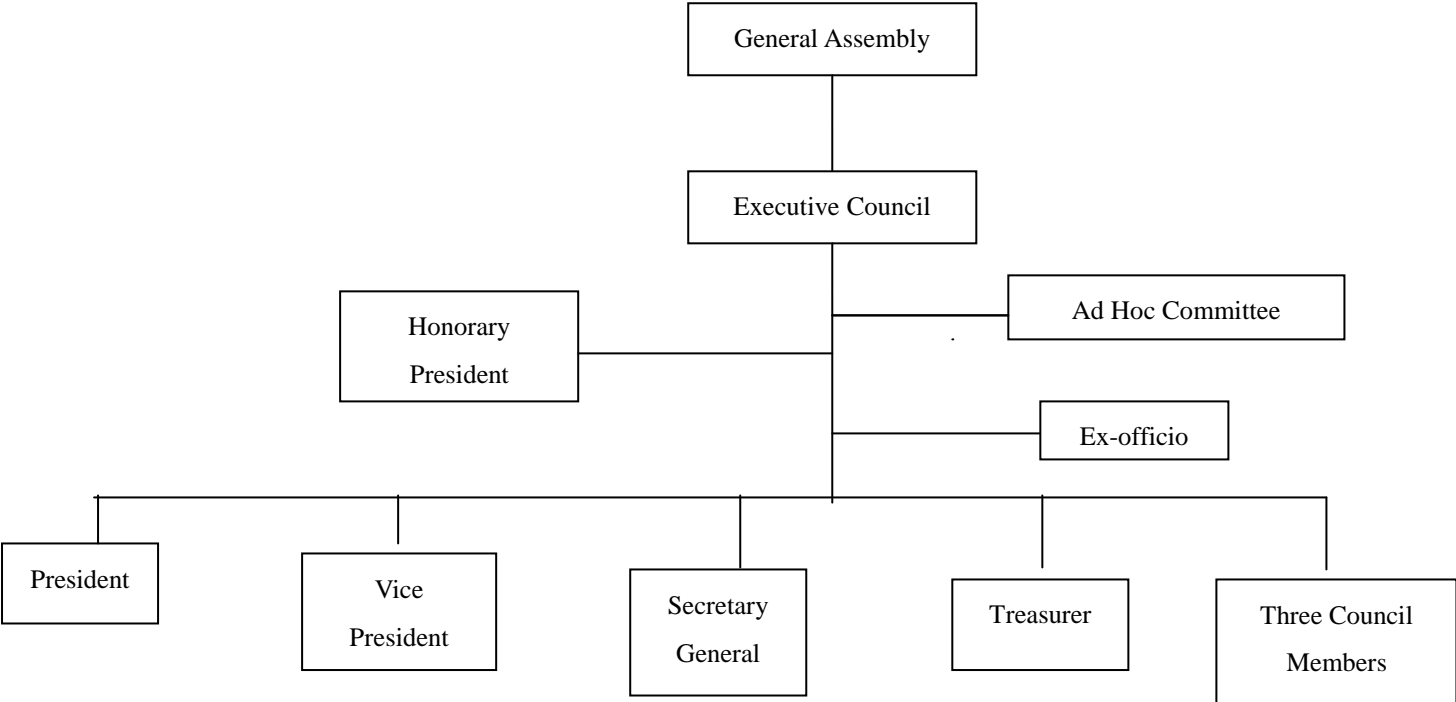 General Assembly
Executive Council
Ad Hoc Committee
Honorary
President
Ex-officio
President
Vice
President
Secretary
General
Treasurer
Three Council
Members